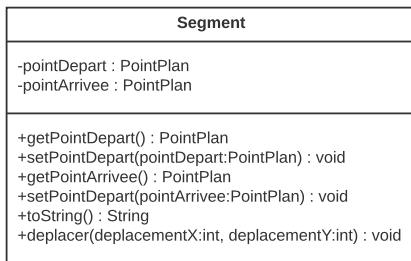 Segment
-pointDepart : PointPlan
-pointArrivee : PointPlan
+getPointDepart() : PointPlan
+setPointDepart(pointDepart:PointPlan) : void
+getPointArrivee() : PointPlan
+setPointDepart(pointArrivee:PointPlan) : void
+toString() : String
+deplacer(deplacementX:int, deplacementY:int) : void